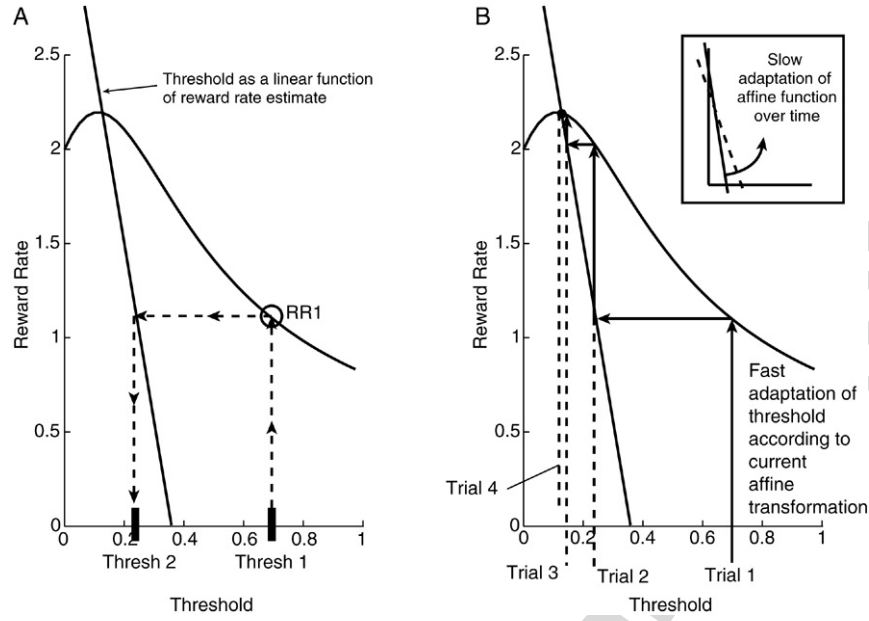 A
2.5
2
1.5
1
0.5
0
Reward Rate
Threshold as a linear function
of reward rate estimate
RR1
0
0.2
0.4
0.6
0.8
1
Thresh 2
Thresh 1
Threshold
B
2.5
2
1.5
1
0.5
0
Reward Rate
Slow
adaptation of
affine function
over time
Fast
adaptation of
threshold
according to
current
affine
transformation
Trial 4
0
0.2
0.4
0.6
0.8
1
Trial 3
Trial 2
Trial 1
Threshold